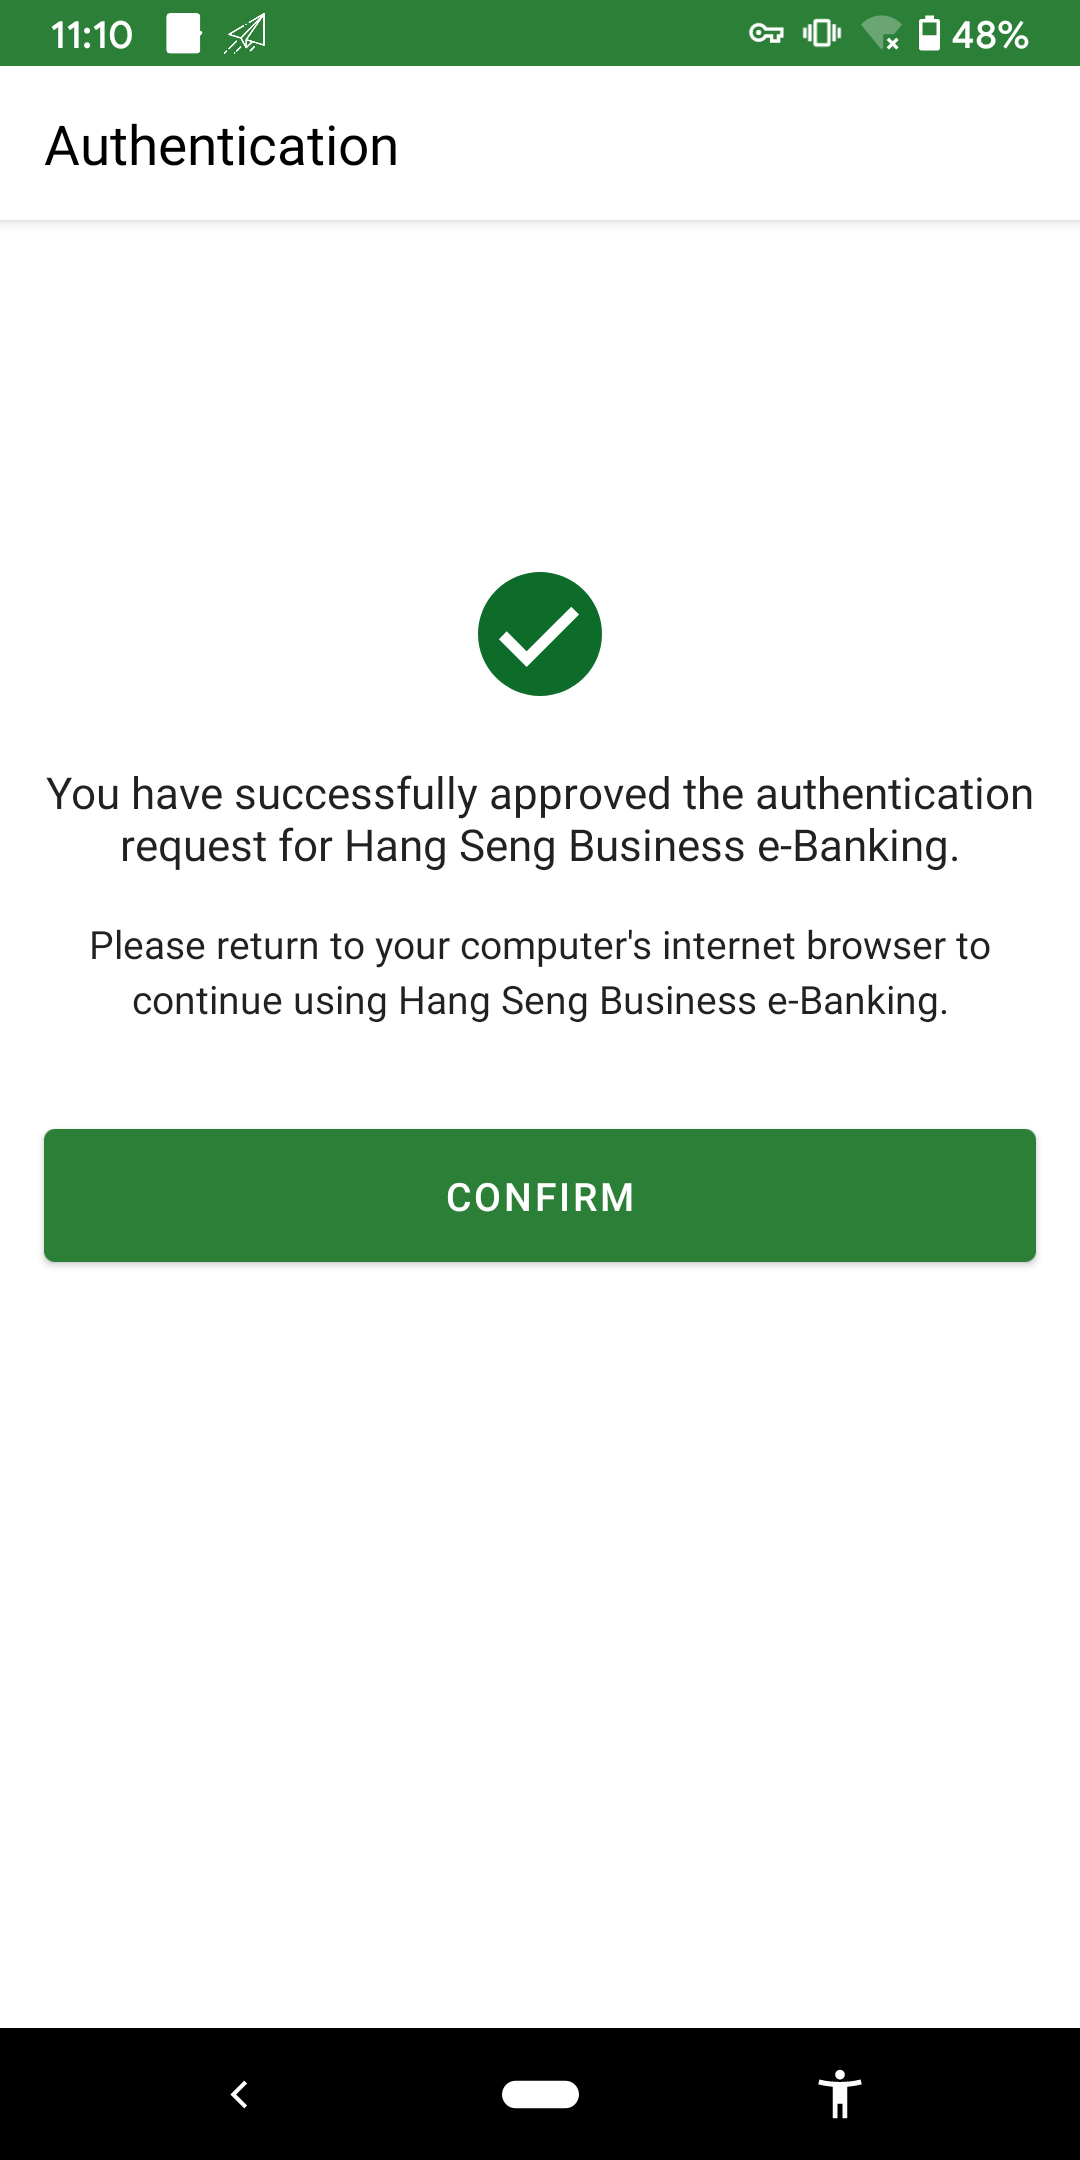 11:10 48%
Authentication
You have successfully approved the authentication
request for Hang Seng Business e-Banking.
Please return to your computer's internet browser to
continue using Hang Seng Business e-Banking.
CONFIRM